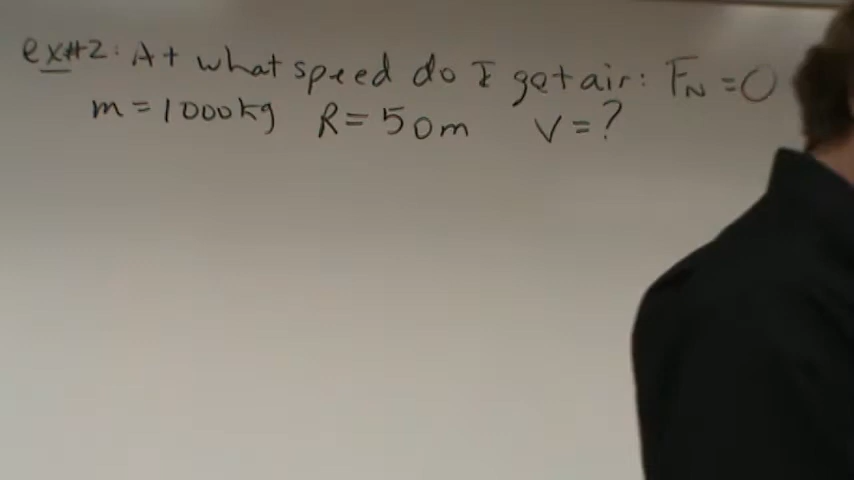 ex#2: At what speed do I get air: FN = 0
m = 1000kg R = 50m v = ?